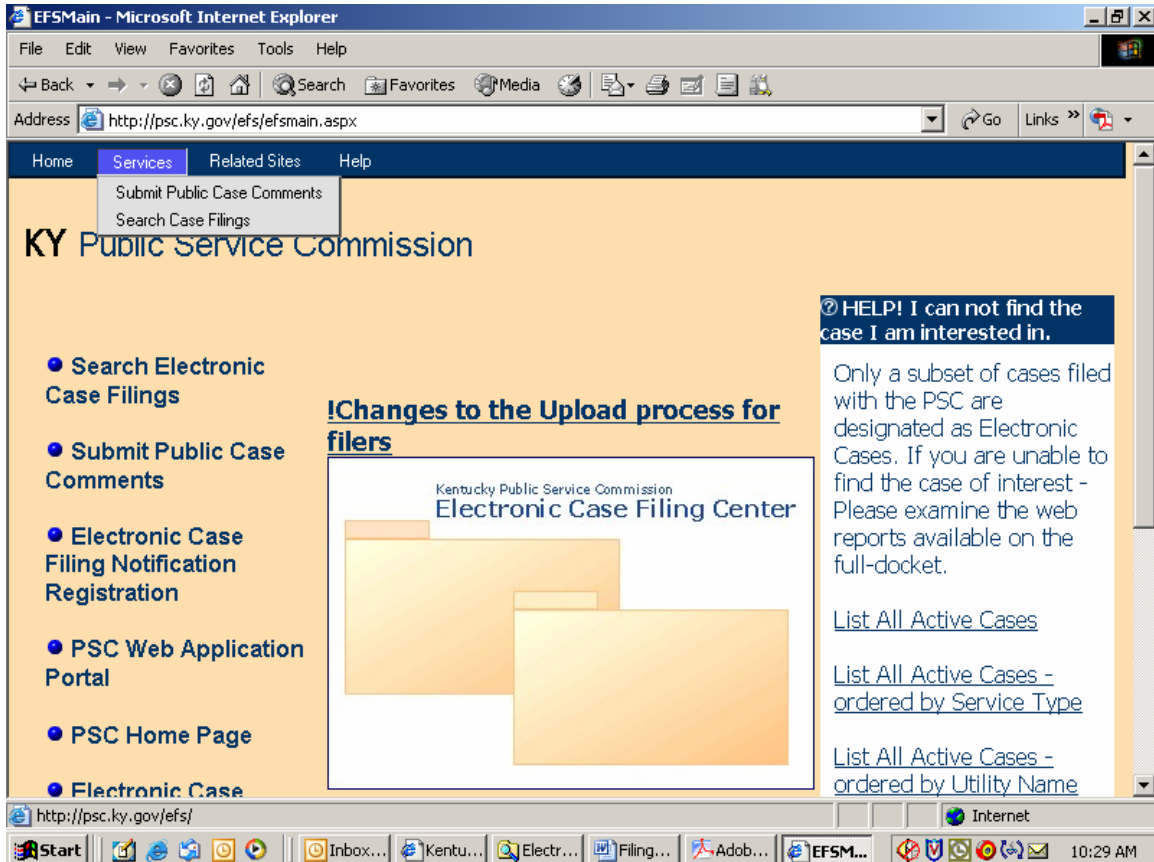 EFSMain - Microsoft Internet Explorer
File Edit View Favorites Tools Help
Back Search Favorites Media
Address http://psc.ky.gov/efs/efsmain.aspx Go Links »
Home Services Related Sites Help
Submit Public Case Comments
Search Case Filings
KY Public Service Commission
Search Electronic
Case Filings
Submit Public Case
Comments
Electronic Case
Filing Notification
Registration
PSC Web Application
Portal
PSC Home Page
Electronic Case
!Changes to the Upload process for
filers
Kentucky Public Service Commission
Electronic Case Filing Center
HELP! I can not find the
case I am interested in.
Only a subset of cases filed
with the PSC are
designated as Electronic
Cases. If you are unable to
find the case of interest -
Please examine the web
reports available on the
full-docket.
List All Active Cases
List All Active Cases -
ordered by Service Type
List All Active Cases -
ordered by Utility Name
http://psc.ky.gov/efs/ Internet
Start Inbox... Kentu... Electr... Filing... Adob... EFSM... 10:29 AM